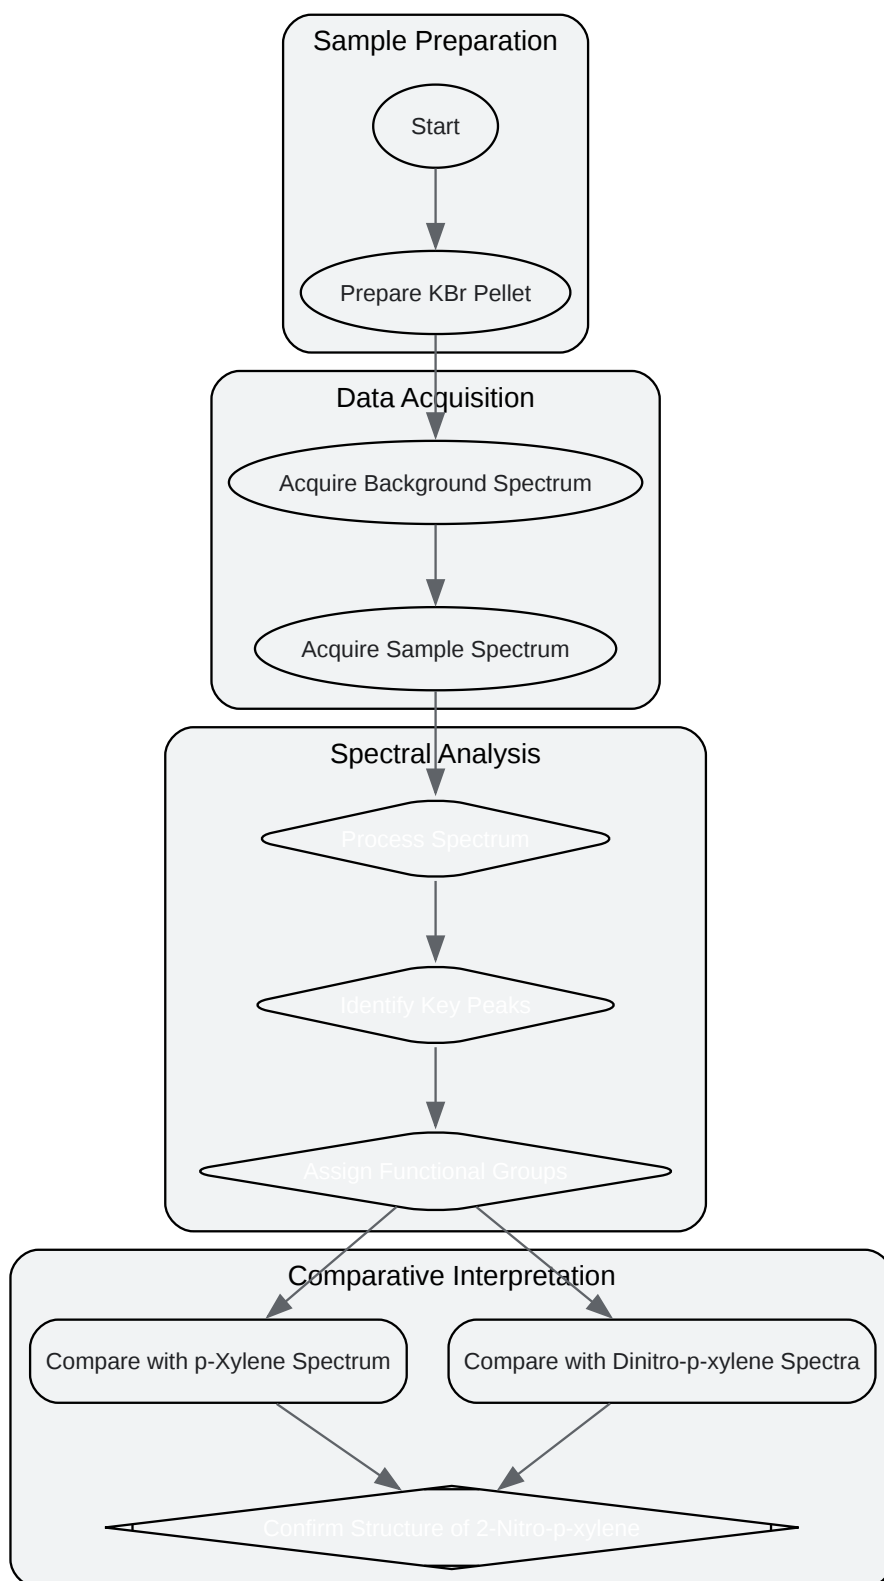 Sample Preparation
Start
Prepare KBr Pellet
Data Acquisition
Acquire Background Spectrum
Acquire Sample Spectrum
Spectral Analysis
Process Spectrum
Identify Key Peaks
Assign Functional Groups
Comparative Interpretation
Compare with p-Xylene Spectrum
Compare with Dinitro-p-xylene Spectra
Confirm Structure of 2-Nitro-p-xylene